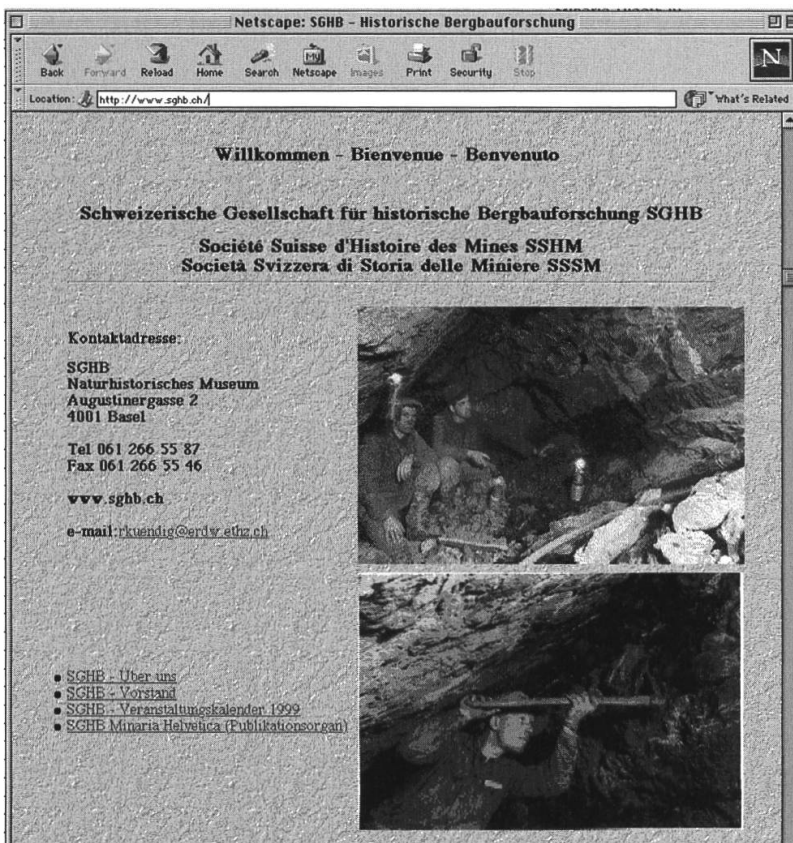 Netscape: SGHB - Historische Bergbauforschung
Back Forward Reload Home Search Netscape Images Print Security Stop
My
N
Location: http://www.sghb.ch/ What's Related
Willkommen - Bienvenue - Benvenuto
Schweizerische Gesellschaft für historische Bergbauforschung SGHB
Société Suisse d'Histoire des Mines SSHM
Società Svizzera di Storia delle Miniere SSSM
Kontaktadresse:
SGHB
Naturhistorisches Museum
Augustinergasse 2
4001 Basel
Tel 061 266 55 87
Fax 061 266 55 46
www.sghb.ch
e-mail:rkuendig@erdw.ethz.ch
SGHB - Über uns
SGHB - Vorstand
SGHB - Veranstaltungskalender 1999
SGHB Minaria Helvetica (Publikationsorgan)